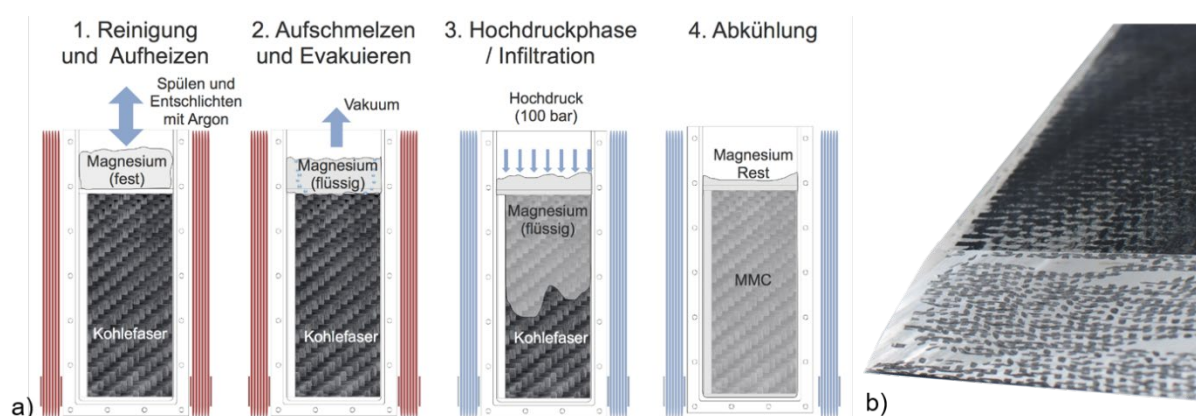 1. Reinigung
und Aufheizen
Spülen und
Entschlichten
mit Argon
Magnesium
(fest)
Kohlefaser
2. Aufschmelzen
und Evakuieren
Vakuum
Magnesium
(flüssig)
Kohlefaser
3. Hochdruckphase
/ Infiltration
Hochdruck
(100 bar)
Magnesium
(flüssig)
Kohlefaser
4. Abkühlung
Magnesium
Rest
MMC
a)
b)